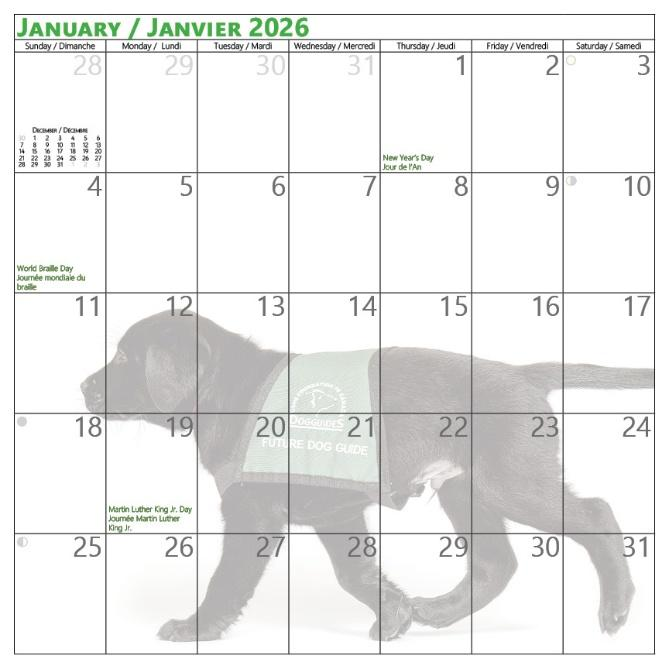 JANUARY / JANVIER 2026
Sunday / Dimanche Monday / Lundi Tuesday / Mardi Wednesday / Mercredi Thursday / Jeudi Friday / Vendredi Saturday / Samedi
28 29 30 31 1 2 3
DECEMBER / DÉCEMBRE
30 1 2 3 4 5 6
7 8 9 10 11 12 13
14 15 16 17 18 19 20
21 22 23 24 25 26 27
28 29 30 31 1 2 3
New Year's Day
Jour de l'An
4 5 6 7 8 9 10
World Braille Day
Journée mondiale du
braille
11 12 13 14 15 16 17
DOGGUIDES
FUTURE DOG GUIDE
18 19 20 21 22 23 24
Martin Luther King Jr. Day
Journée Martin Luther
King Jr.
25 26 27 28 29 30 31